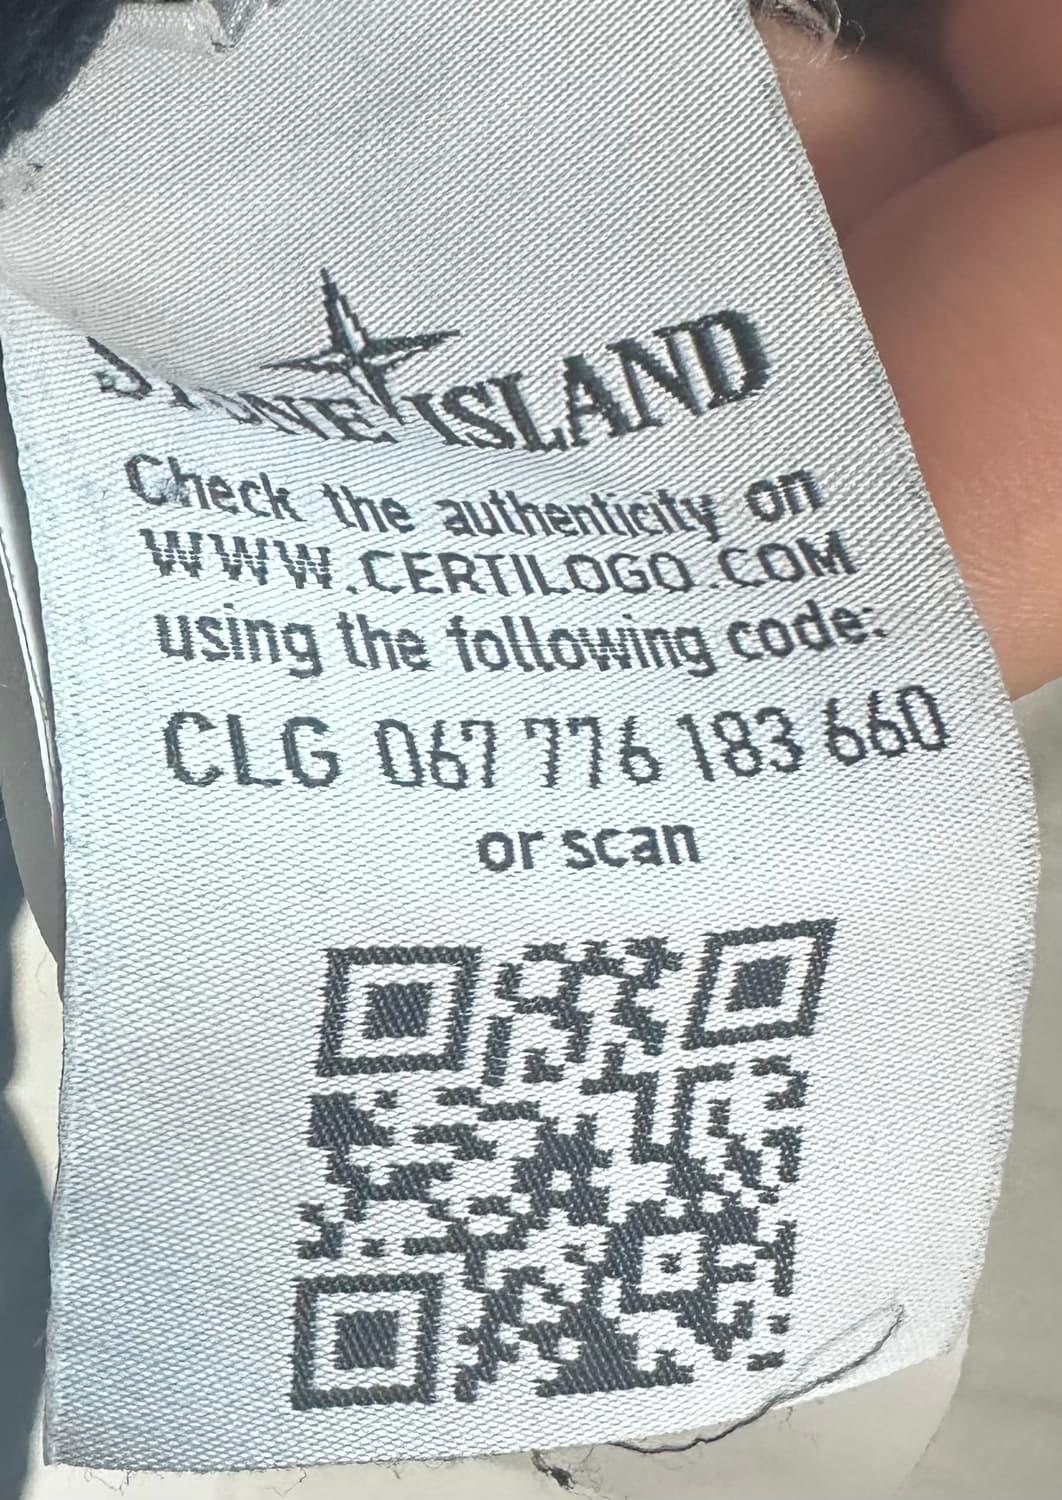 STONE ISLAND
Check the authenticity on
WWW.CERTILOGO.COM
using the following code:
CLG 067 776 183 660
or scan